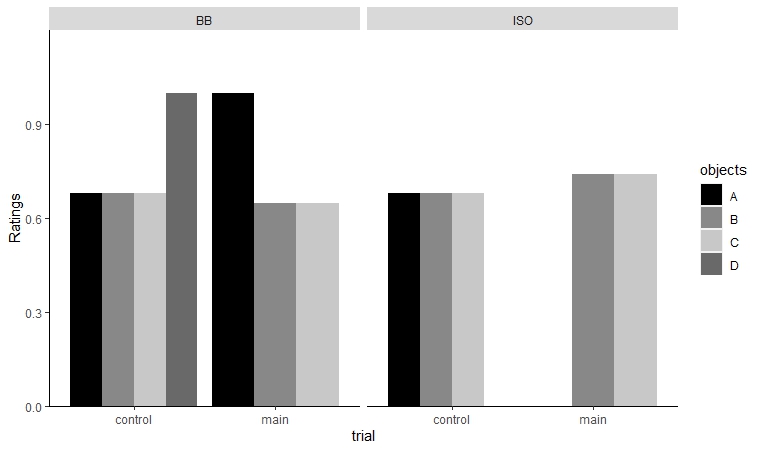 BB
ISO
Ratings
0.9
0.6
0.3
0.0
control
main
control
main
trial
objects
A
B
C
D